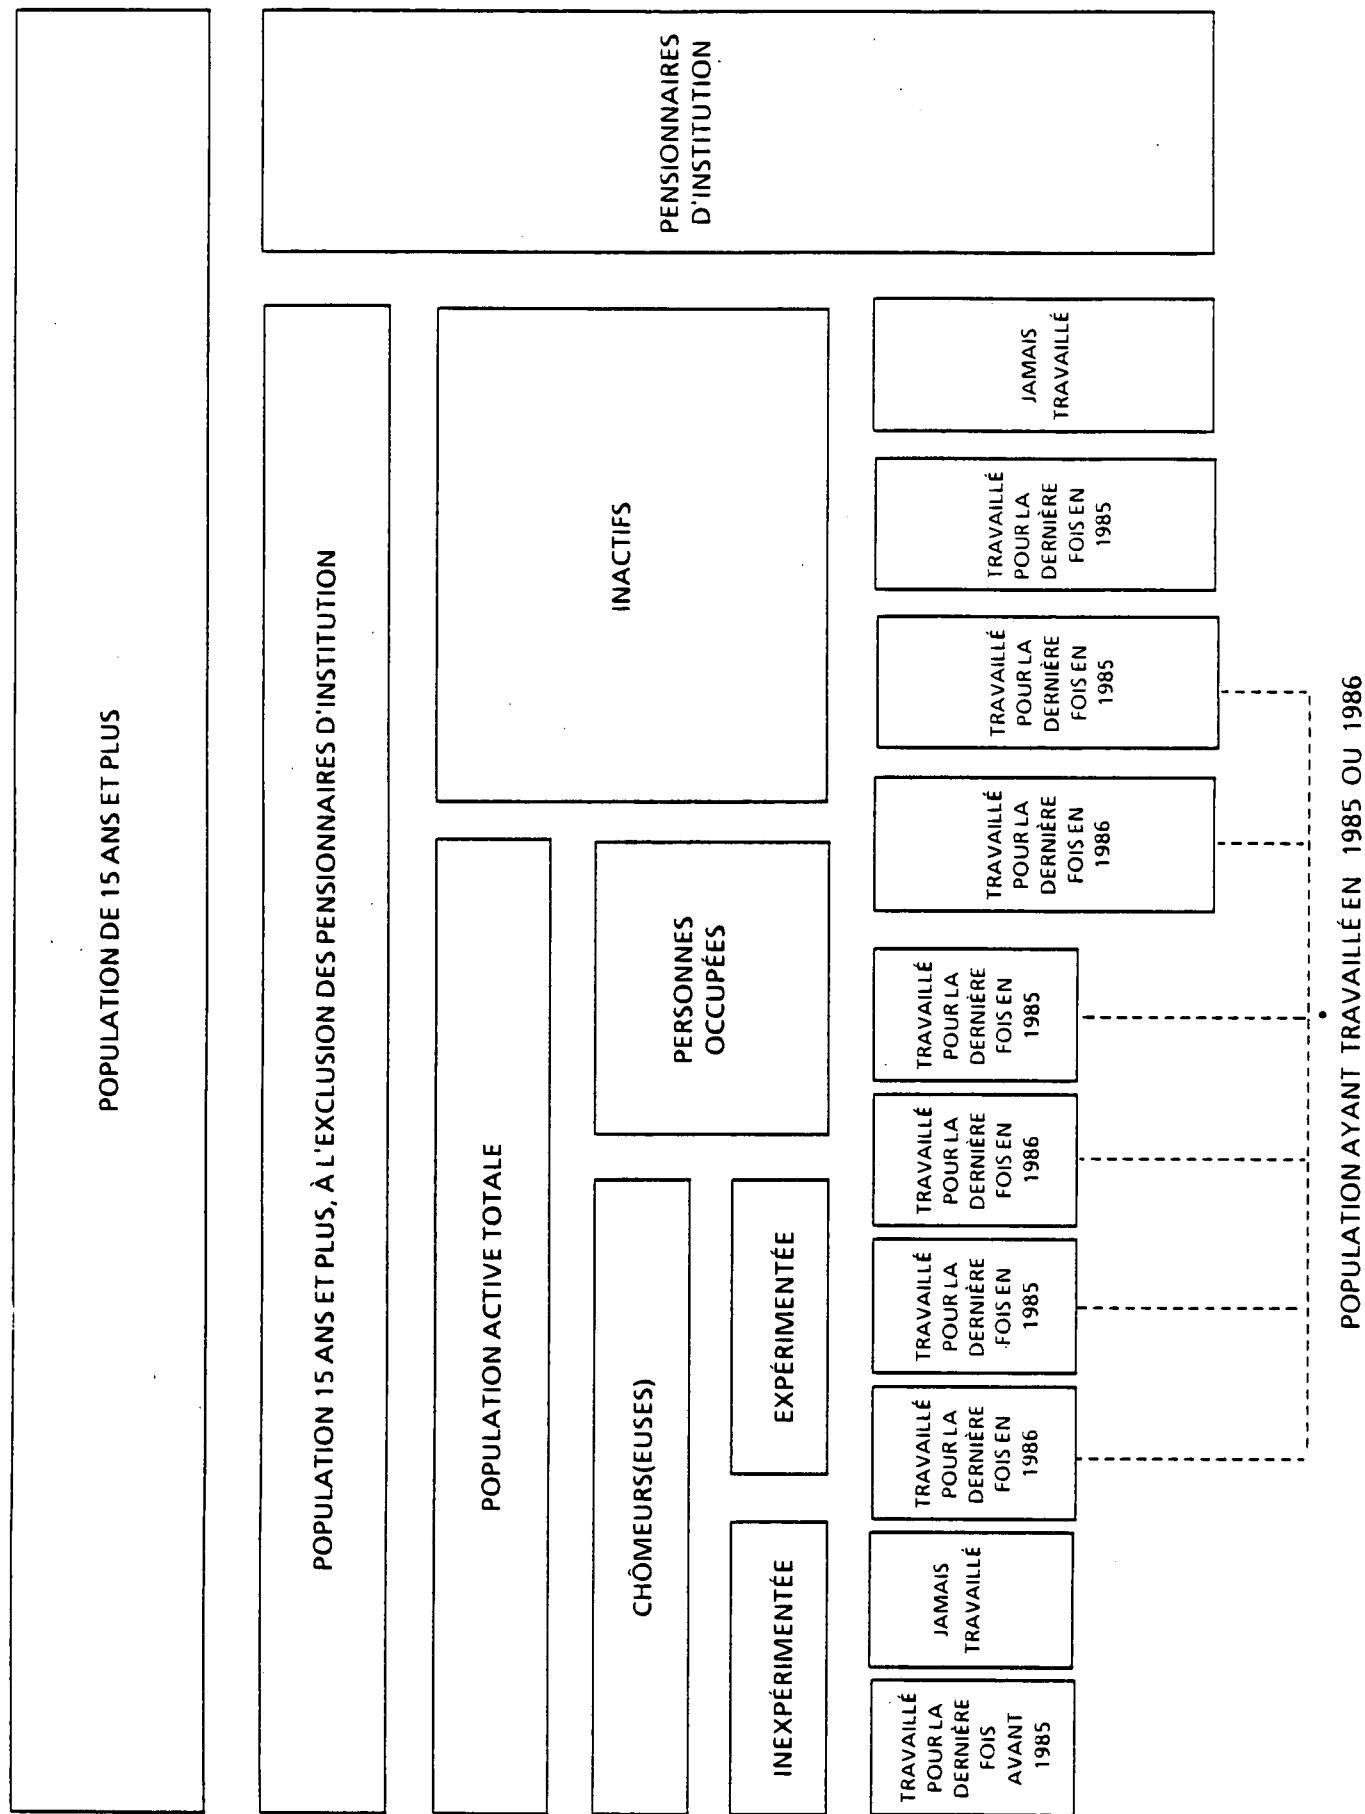 POPULATION DE 15 ANS ET PLUS
POPULATION 15 ANS ET PLUS, À L'EXCLUSION DES PENSIONNAIRES D'INSTITUTION
PENSIONNAIRES
D'INSTITUTION
POPULATION ACTIVE TOTALE
INACTIFS
CHÔMEURS(EUSES)
PERSONNES
OCCUPÉES
INEXPÉRIMENTÉE
EXPÉRIMENTÉE
TRAVAILLÉ
POUR LA
DERNIÈRE
FOIS
AVANT
1985
JAMAIS
TRAVAILLÉ
TRAVAILLÉ
POUR LA
DERNIÈRE
FOIS EN
1986
TRAVAILLÉ
POUR LA
DERNIÈRE
FOIS EN
1985
TRAVAILLÉ
POUR LA
DERNIÈRE
FOIS EN
1986
TRAVAILLÉ
POUR LA
DERNIÈRE
FOIS EN
1985
TRAVAILLÉ
POUR LA
DERNIÈRE
FOIS EN
1986
TRAVAILLÉ
POUR LA
DERNIÈRE
FOIS EN
1985
TRAVAILLÉ
POUR LA
DERNIÈRE
FOIS EN
1985
JAMAIS
TRAVAILLÉ
POPULATION AYANT TRAVAILLÉ EN 1985 OU 1986